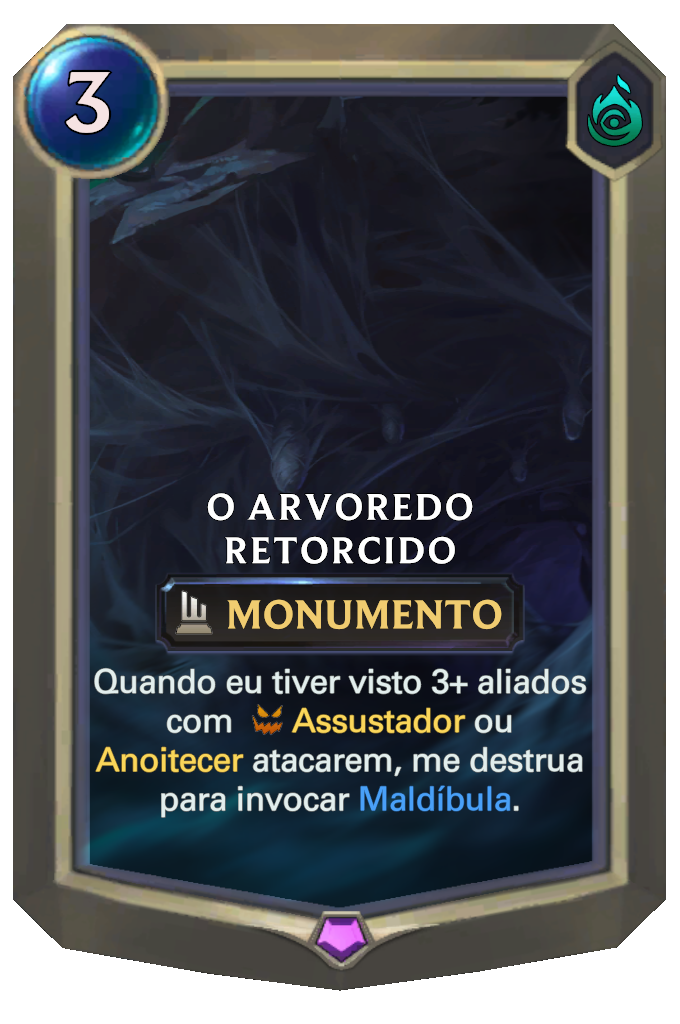 3
O ARVOREDO
RETORCIDO
MONUMENTO
Quando eu tiver visto 3+ aliados
com Assustador ou
Anoitecer atacarem, me destrua
para invocar Maldíbula.